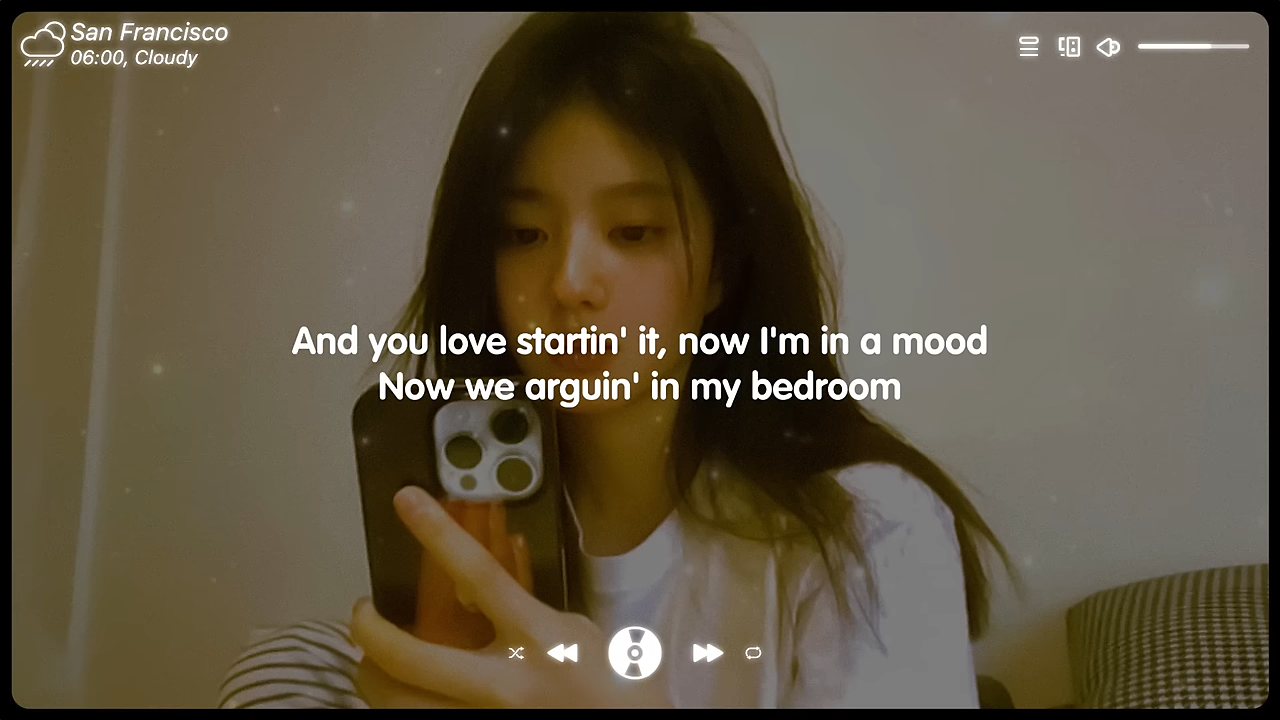 San Francisco
06:00, Cloudy
And you love startin' it, now I'm in a mood
Now we arguin' in my bedroom